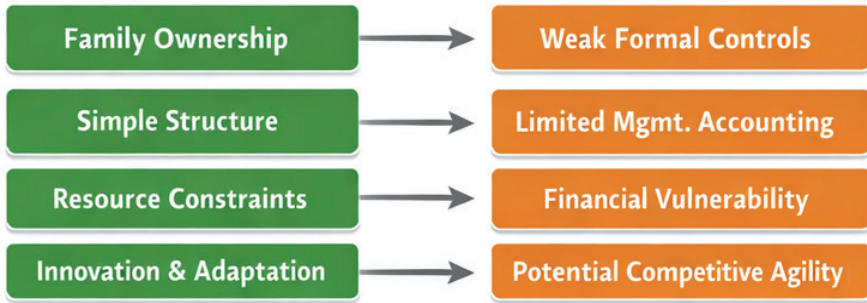 Family Ownership
Weak Formal Controls
Simple Structure
Limited Mgmt. Accounting
Resource Constraints
Financial Vulnerability
Innovation & Adaptation
Potential Competitive Agility